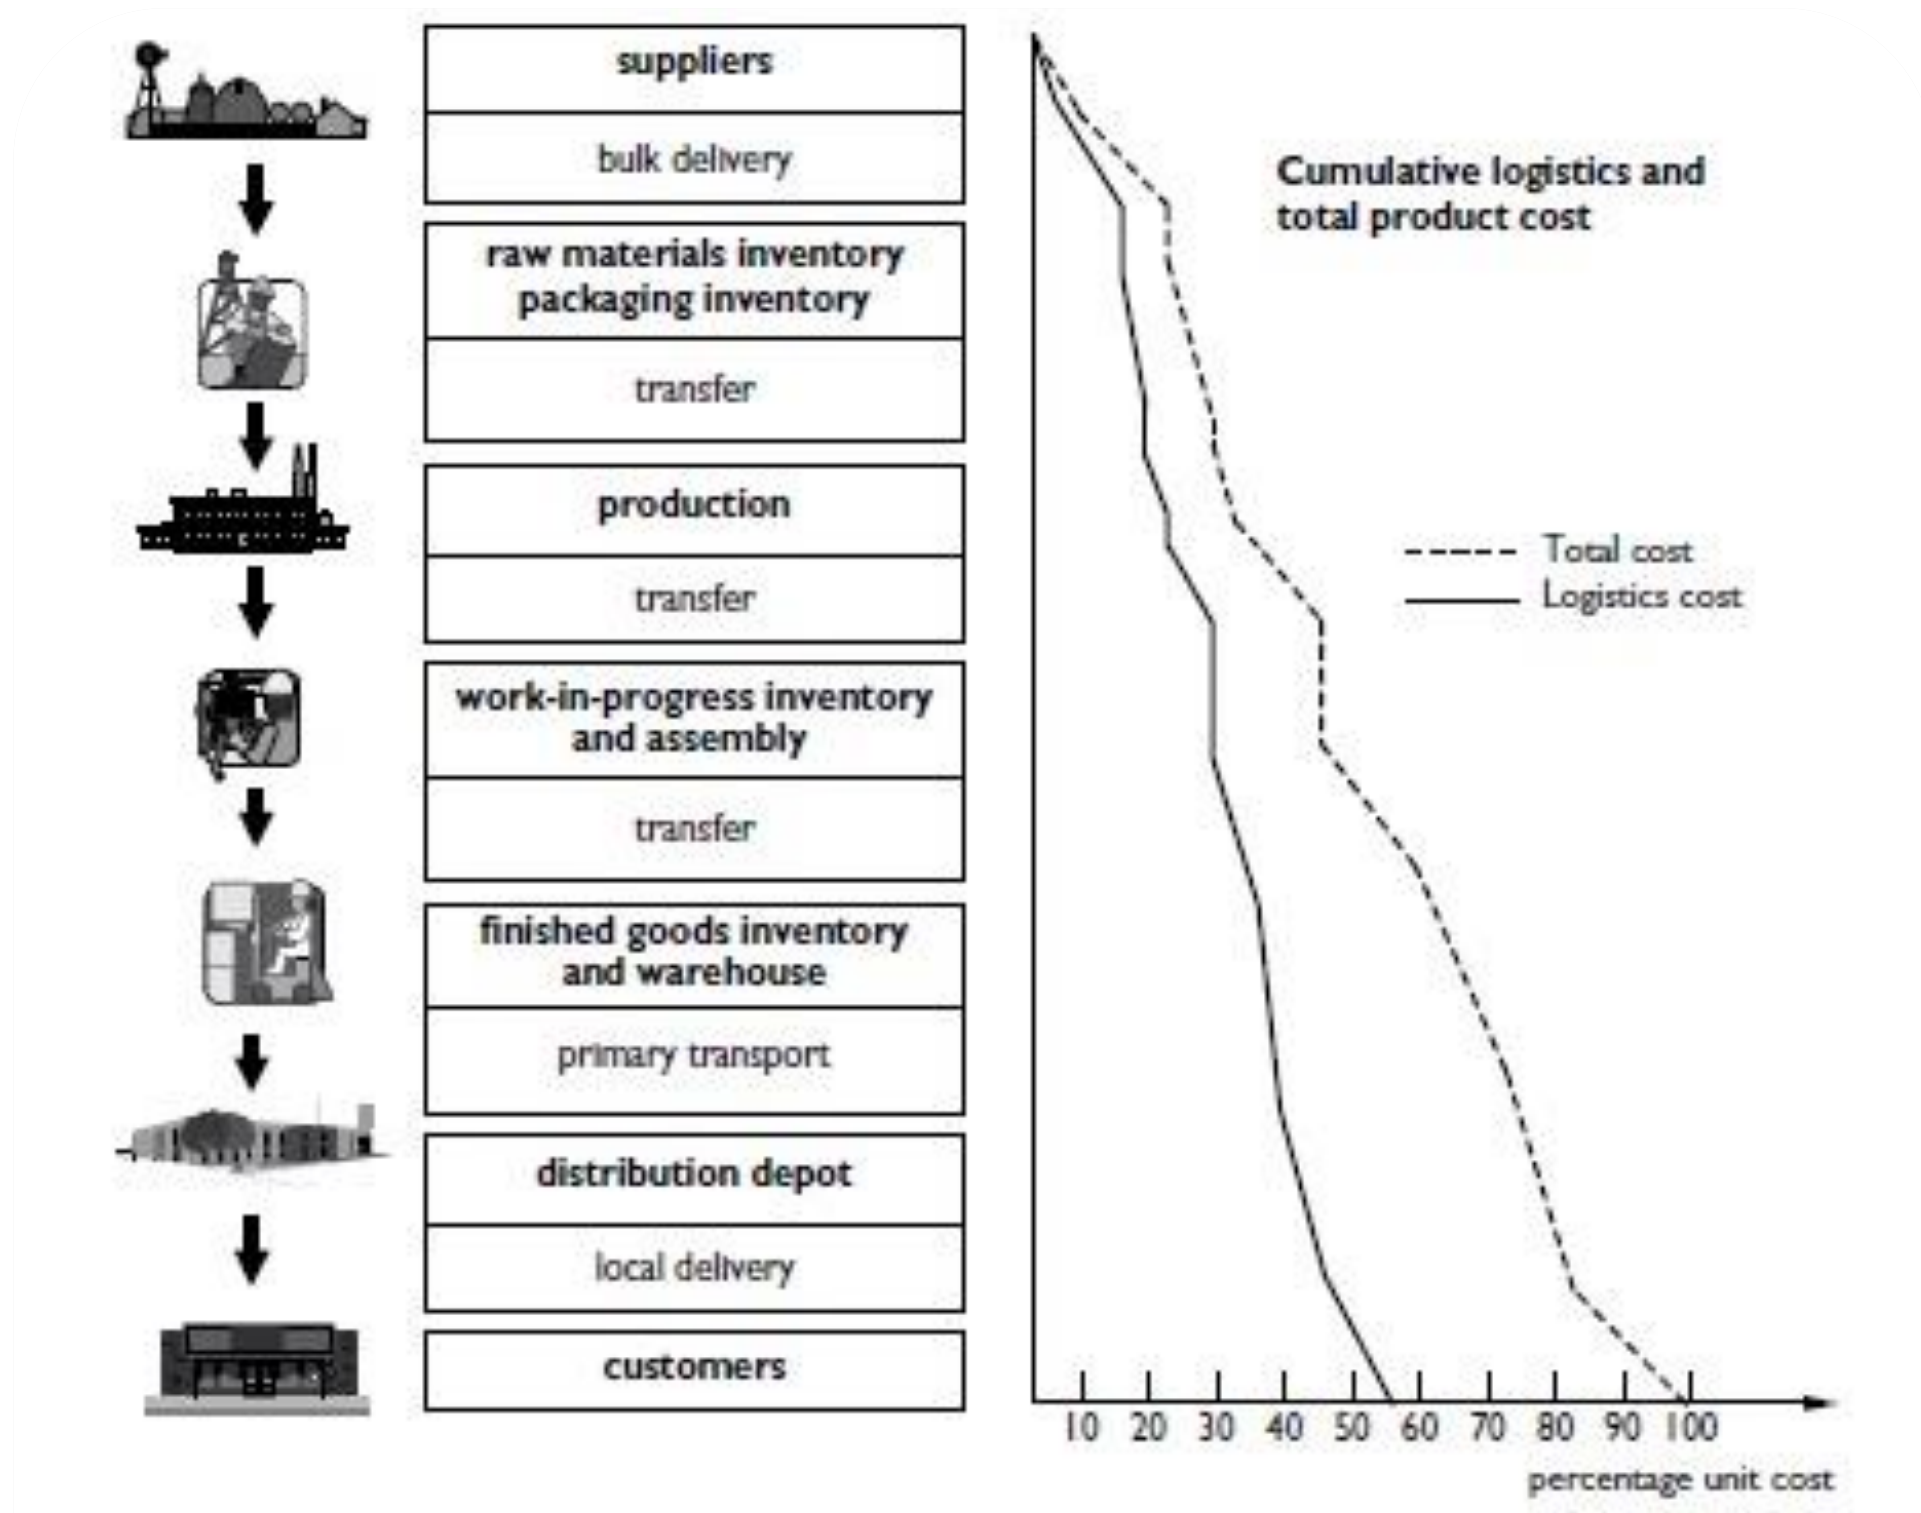 suppliers
bulk delivery
raw materials inventory
packaging inventory
transfer
production
transfer
work-in-progress inventory
and assembly
transfer
finished goods inventory
and warehouse
primary transport
distribution depot
local delivery
customers
Cumulative logistics and
total product cost
Total cost
Logistics cost
10 20 30 40 50 60 70 80 90 100
percentage unit cost